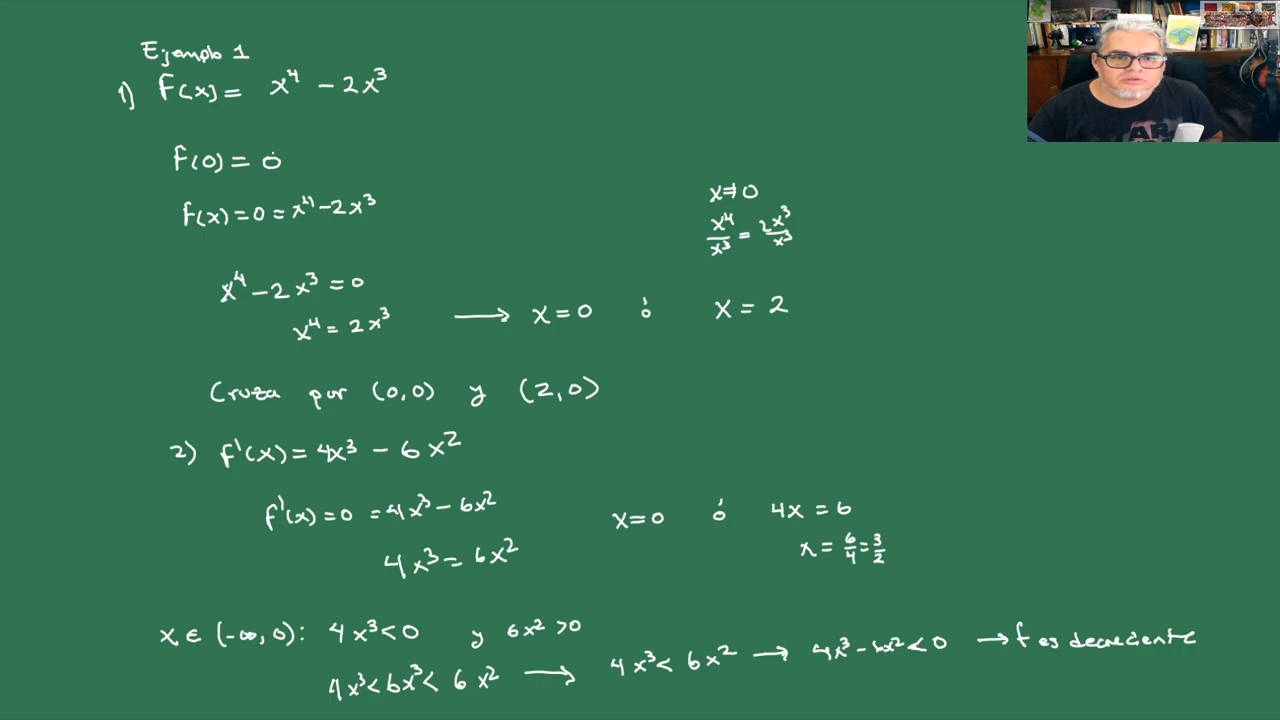 Ejemplo 1
1) f(x) = x⁴ - 2x³
f(0) = 0
f(x) = 0 = x⁴ - 2x³
x ≠ 0
x⁴/x³ = 2x³/x³
x⁴ - 2x³ = 0
x⁴ = 2x³ → x = 0 ó x = 2
Cruza por (0,0) y (2,0)
2) f'(x) = 4x³ - 6x²
f'(x) = 0 = 4x³ - 6x² x = 0 ó 4x = 6
4x³ = 6x² x = 6/4 = 3/2
x ∈ (-∞, 0): 4x³ < 0 y 6x² > 0
4x³ < 6x³ < 6x² → 4x³ < 6x² → 4x³ - 6x² < 0 → f es decreciente
AR